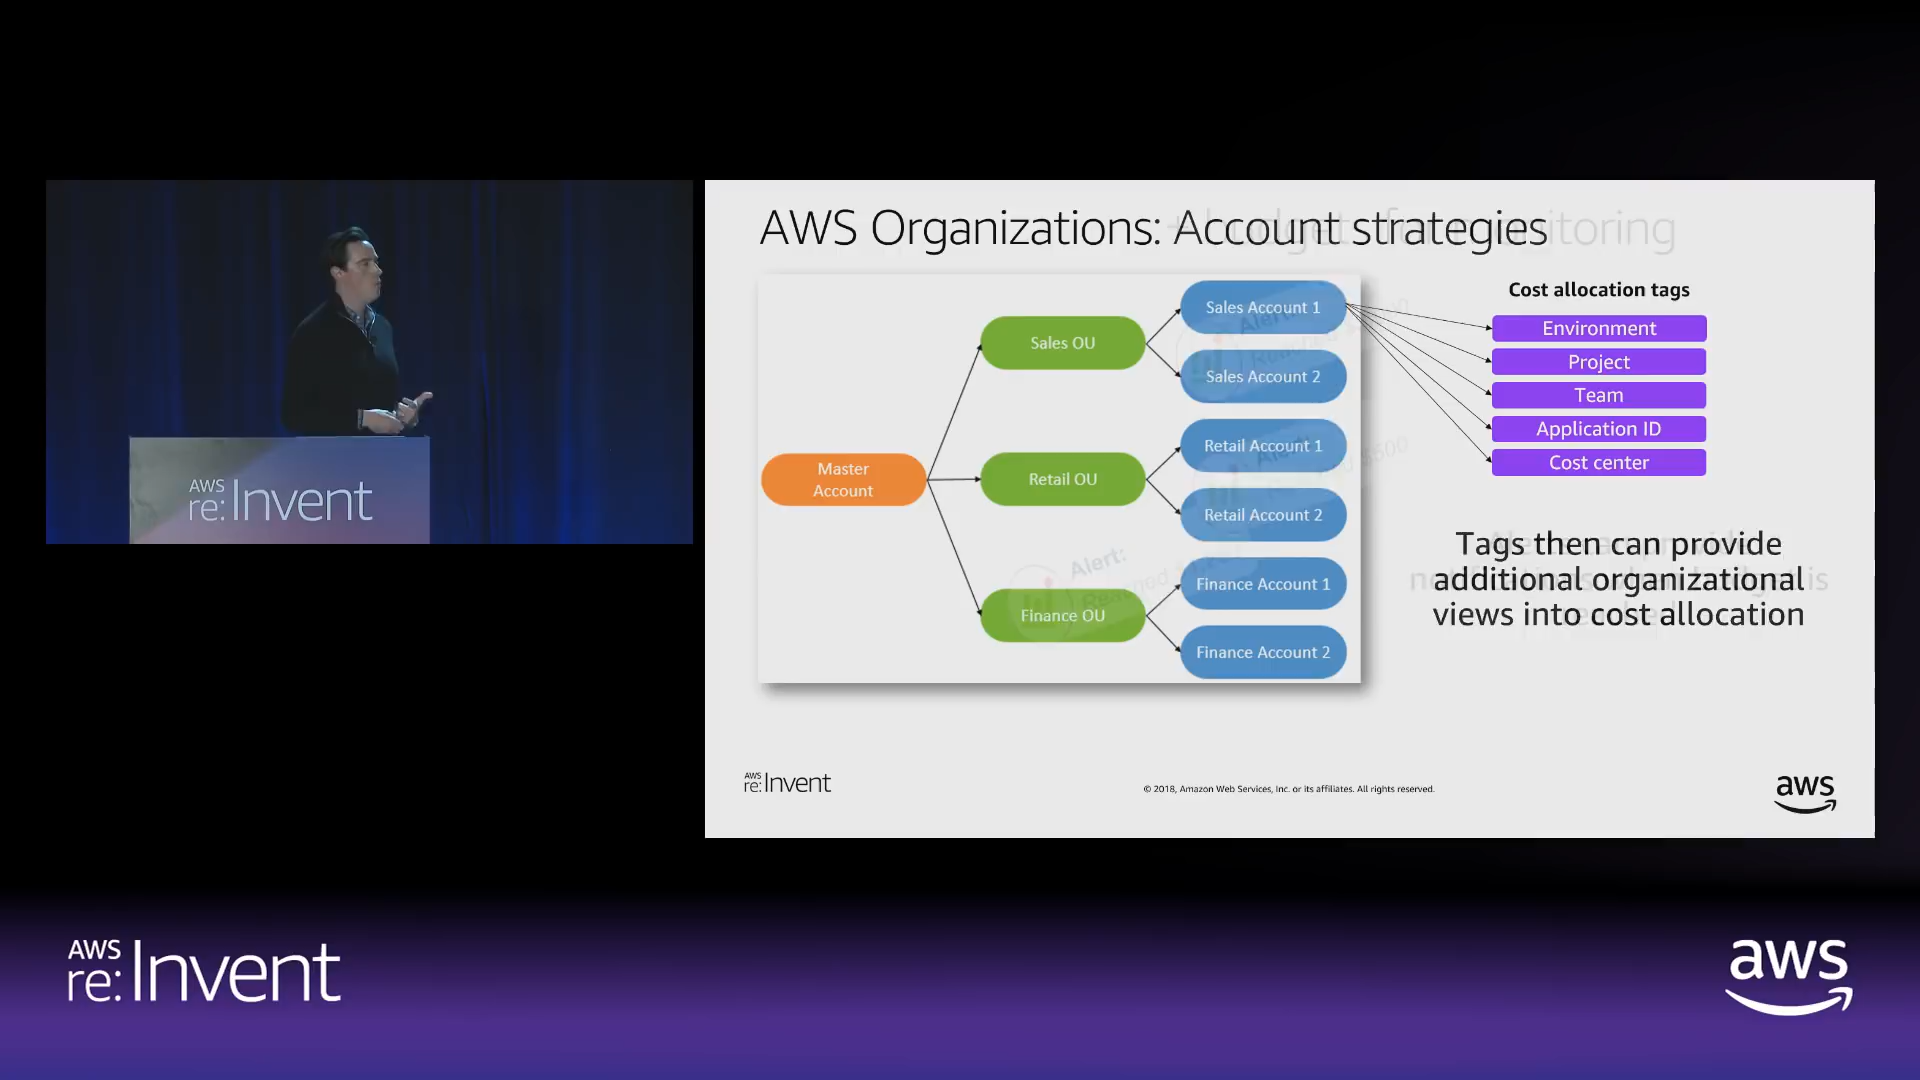 AWS
re:Invent
AWS Organizations: Account strategies
Cost allocation tags
Master
Account
Sales OU
Retail OU
Finance OU
Sales Account 1
Sales Account 2
Retail Account 1
Retail Account 2
Finance Account 1
Finance Account 2
Environment
Project
Team
Application ID
Cost center
Alert:
Tags then can provide
additional organizational
views into cost allocation
AWS
re:Invent
© 2018, Amazon Web Services, Inc. or its affiliates. All rights reserved.
aws
AWS
re:Invent
aws